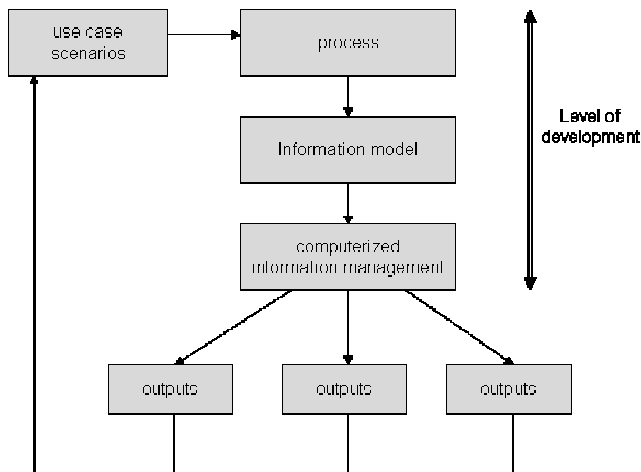 use case
scenarios
process
Level of
development
Information model
computerized
information management
outputs
outputs
outputs